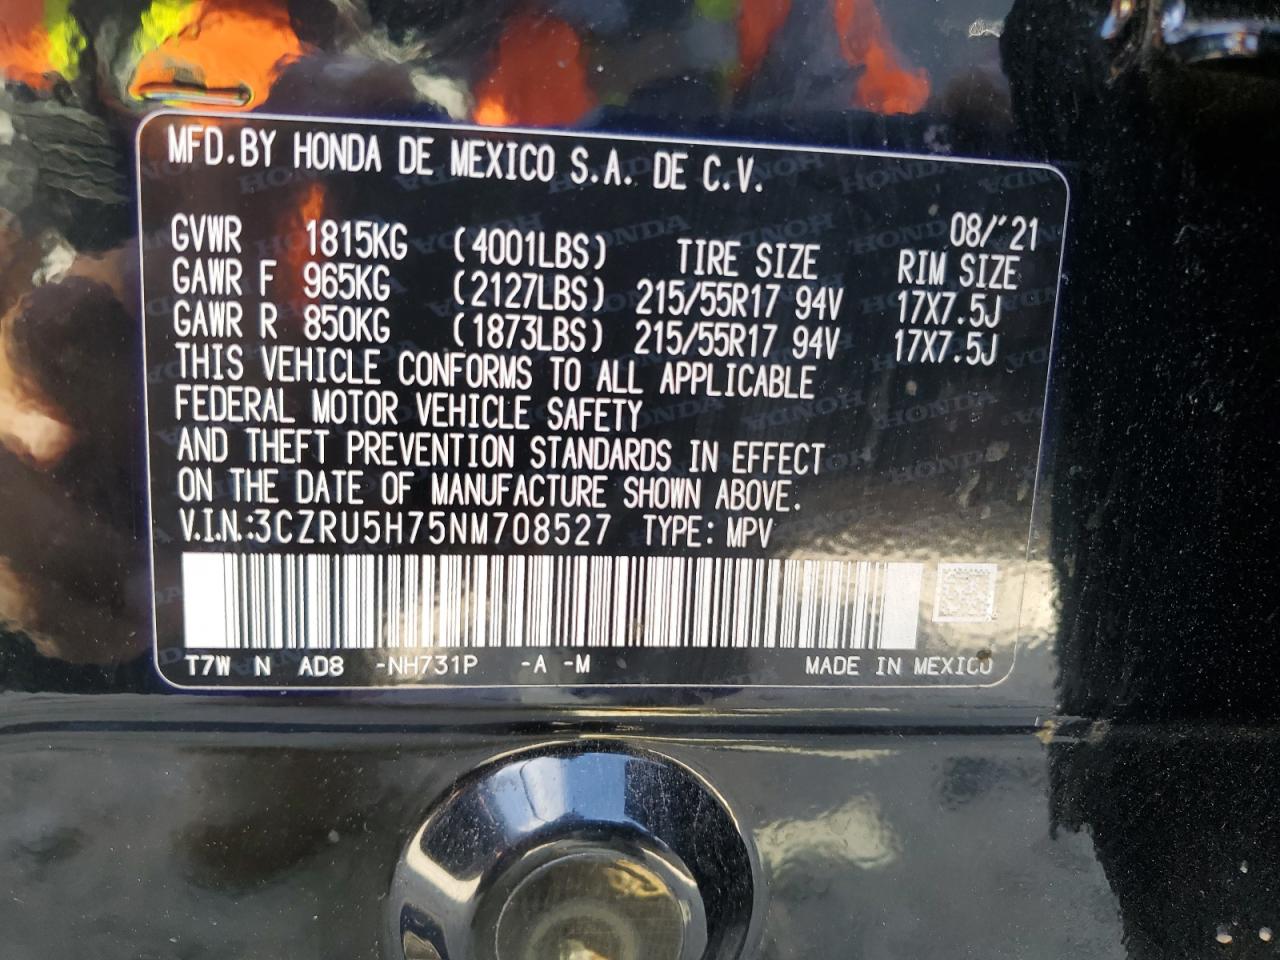 MFD.BY HONDA DE MEXICO S.A. DE C.V.
08/'21
GVWR 1815KG (4001LBS) TIRE SIZE RIM SIZE
GAWR F 965KG (2127LBS) 215/55R17 94V 17X7.5J
GAWR R 850KG (1873LBS) 215/55R17 94V 17X7.5J
THIS VEHICLE CONFORMS TO ALL APPLICABLE
FEDERAL MOTOR VEHICLE SAFETY
AND THEFT PREVENTION STANDARDS IN EFFECT
ON THE DATE OF MANUFACTURE SHOWN ABOVE.
V.I.N.:3CZRU5H75NM708527 TYPE: MPV
T7W N AD8 -NH731P -A -M MADE IN MEXICO